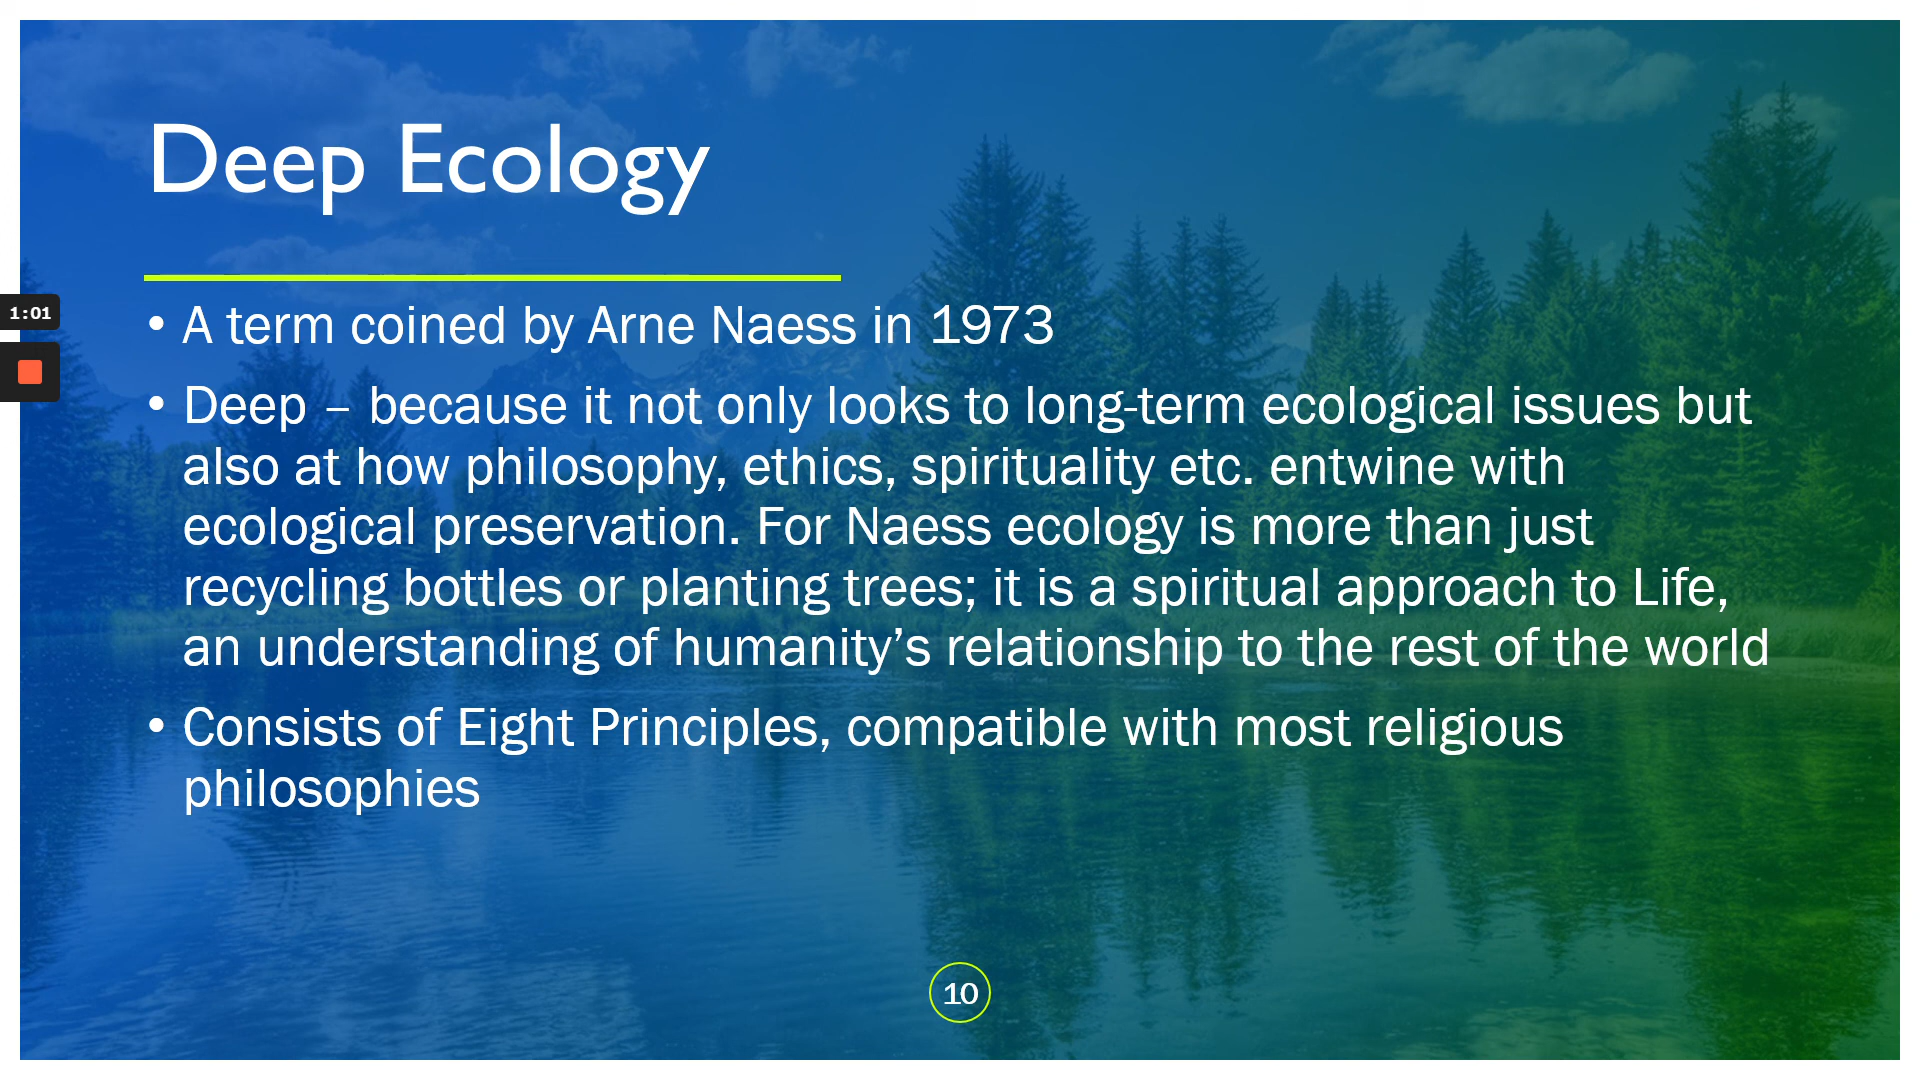 Deep Ecology
1:01
• A term coined by Arne Naess in 1973
• Deep – because it not only looks to long-term ecological issues but
also at how philosophy, ethics, spirituality etc. entwine with
ecological preservation. For Naess ecology is more than just
recycling bottles or planting trees; it is a spiritual approach to Life,
an understanding of humanity’s relationship to the rest of the world
• Consists of Eight Principles, compatible with most religious
philosophies
10